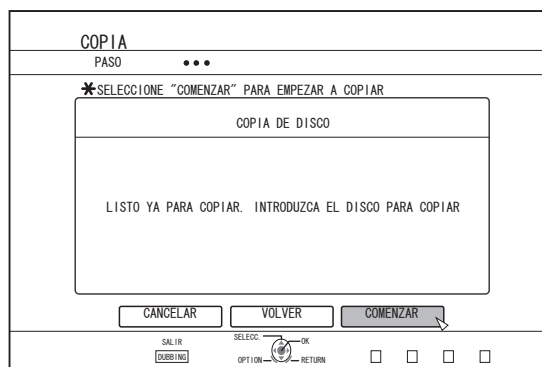 COPIA
PASO
✱SELECCIONE "COMENZAR" PARA EMPEZAR A COPIAR
COPIA DE DISCO
LISTO YA PARA COPIAR. INTRODUZCA EL DISCO PARA COPIAR
CANCELAR VOLVER COMENZAR
SALIR
DUBBING
SELECC. OK
OPTION RETURN